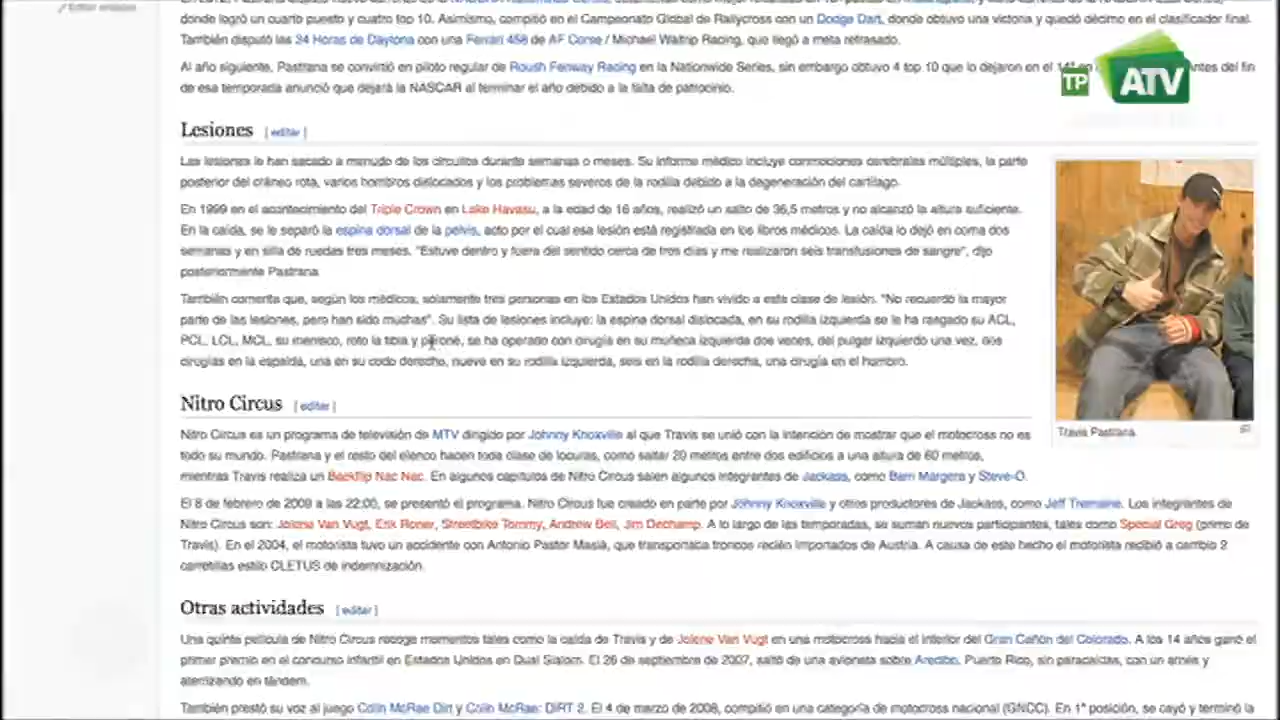 donde logró un cuarto puesto y cuatro top 10. Asimismo, compitió en el Campeonato Global de Rallycross con un Dodge Dart, donde obtuvo una victoria y quedó décimo en el clasificador final.
También disputó las 24 Horas de Daytona con una Ferrari 458 de AF Corse / Michael Waltrip Racing, que llegó a meta retrasado.
Al año siguiente, Pastrana se convirtió en piloto regular de Roush Fenway Racing en la Nationwide Series, sin embargo obtuvo 4 top 10 que lo dejaron en el 14º en antes del fin
de esa temporada anunció que dejará la NASCAR al terminar el año debido a la falta de patrocinio.
TP ATV
Lesiones [ editar ]
Las lesiones le han sacado a menudo de los circuitos durante semanas o meses. Su informe médico incluye conmociones cerebrales múltiples, la parte
posterior del cráneo rota, varios hombros dislocados y los problemas severos de la rodilla debido a la degeneración del cartílago.
En 1999 en el acontecimiento del Triple Crown en Lake Havasu, a la edad de 16 años, realizó un salto de 36,5 metros y no alcanzó la altura suficiente.
En la caída, se le separó la espina dorsal de la pelvis, acto por el cual esa lesión está registrada en los libros médicos. La caída lo dejó en coma dos
semanas y en silla de ruedas tres meses. "Estuve dentro y fuera del sentido cerca de tres días y me realizaron seis transfusiones de sangre", dijo
posteriormente Pastrana.
También comenta que, según los médicos, solamente tres personas en los Estados Unidos han vivido a esta clase de lesión. "No recuerdo la mayor
parte de las lesiones, pero han sido muchas". Su lista de lesiones incluye: la espina dorsal dislocada, en su rodilla izquierda se le ha rasgado su ACL,
PCL, LCL, MCL, su menisco, roto la tibia y peroné, se ha operado con cirugía en su muñeca izquierda dos veces, del pulgar izquierdo una vez, dos
cirugías en la espalda, una en su codo derecho, nueve en su rodilla izquierda, seis en la rodilla derecha, una cirugía en el hombro.
Travis Pastrana.
Nitro Circus [ editar ]
Nitro Circus es un programa de televisión de MTV dirigido por Johnny Knoxville al que Travis se unió con la intención de mostrar que el motocross no es
todo su mundo. Pastrana y el resto del elenco hacen toda clase de locuras, como saltar 20 metros entre dos edificios a una altura de 60 metros,
mientras Travis realiza un Backflip Nac Nac. En algunos capítulos de Nitro Circus salen algunos integrantes de Jackass, como Bam Margera y Steve-O.
El 8 de febrero de 2009 a las 22:00, se presentó el programa. Nitro Circus fue creado en parte por Johnny Knoxville y otros productores de Jackass, como Jeff Tremaine. Los integrantes de
Nitro Circus son: Jolene Van Vugt, Erik Roner, Streetbike Tommy, Andrew Bell, Jim Dechamp. A lo largo de las temporadas, se suman nuevos participantes, tales como Special Greg (primo de
Travis). En el 2004, el motorista tuvo un accidente con Antonio Pastor Masiá, que transportaba troncos recién importados de Austria. A causa de este hecho el motorista recibió a cambio 2
carretillas estilo CLETUS de indemnización.
Otras actividades [ editar ]
Una quinta película de Nitro Circus recoge momentos tales como la caída de Travis y de Jolene Van Vugt en una motocross hacia el interior del Gran Cañón del Colorado. A los 14 años ganó el
primer premio en el concurso infantil en Estados Unidos en Dual Slalom. El 26 de septiembre de 2007, saltó de una avioneta sobre Arecibo, Puerto Rico, sin paracaídas, con un arnés y
aterrizando en tándem.
También prestó su voz al juego Colin McRae Dirt y Colin McRae: DIRT 2. El 4 de marzo de 2008, compitió en una categoría de motocross nacional (GNCC). En 1ª posición, se cayó y terminó la